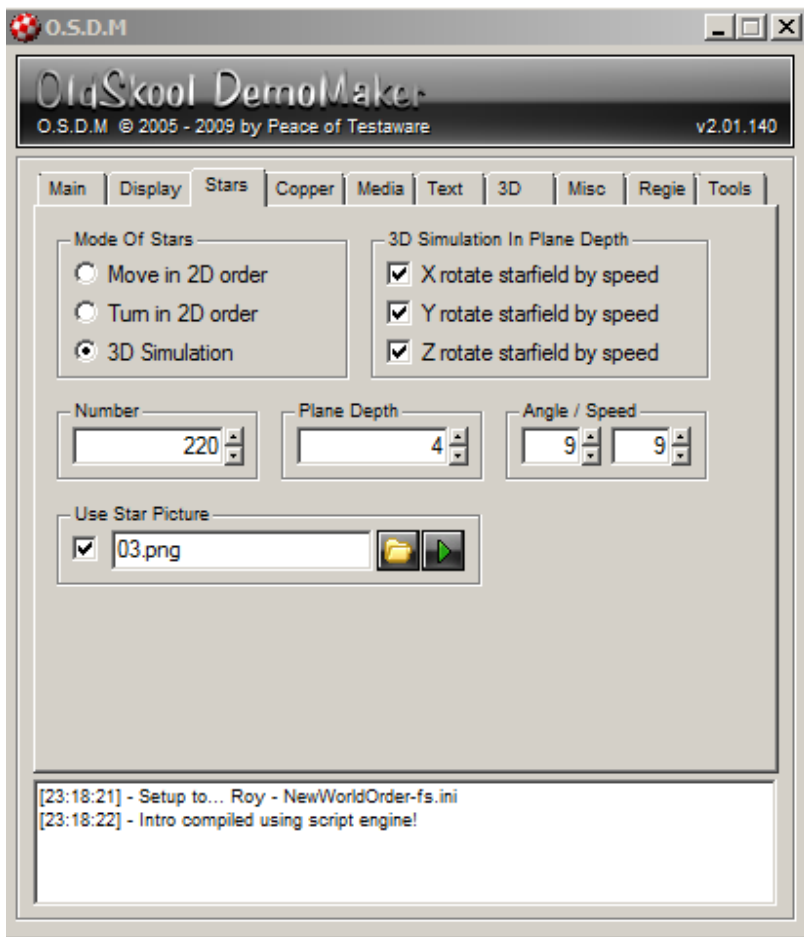 O.S.D.M
OldSkool DemoMaker
O.S.D.M © 2005 - 2009 by Peace of Testaware v2.01.140
Main Display Stars Copper Media Text 3D Misc Regie Tools
Mode Of Stars 3D Simulation In Plane Depth
Move in 2D order X rotate starfield by speed
Turn in 2D order Y rotate starfield by speed
3D Simulation Z rotate starfield by speed
Number Plane Depth Angle / Speed
220 4 9 9
Use Star Picture
03.png
[23:18:21] - Setup to... Roy - NewWorldOrder-fs.ini
[23:18:22] - Intro compiled using script engine!